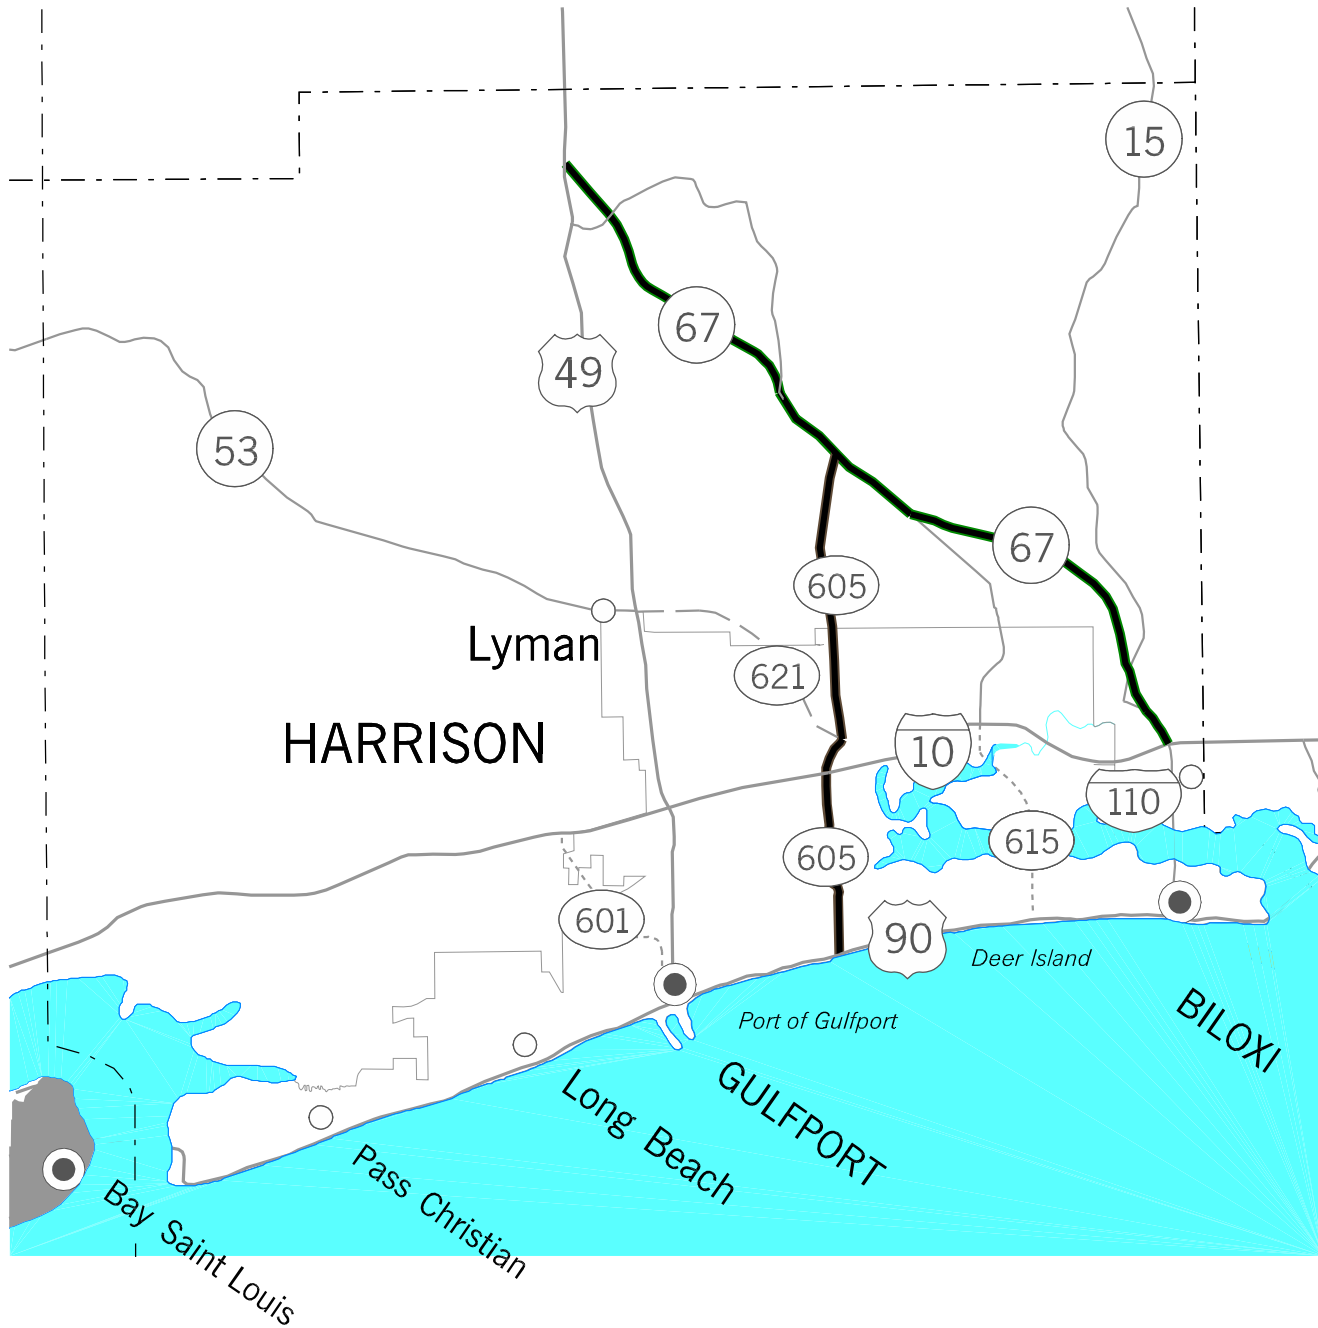 15
67
49
53
67
605
Lyman
621
HARRISON
10
110
615
605
601
90
Deer Island
Port of Gulfport
BILOXI
GULFPORT
Long Beach
Pass Christian
Bay Saint Louis